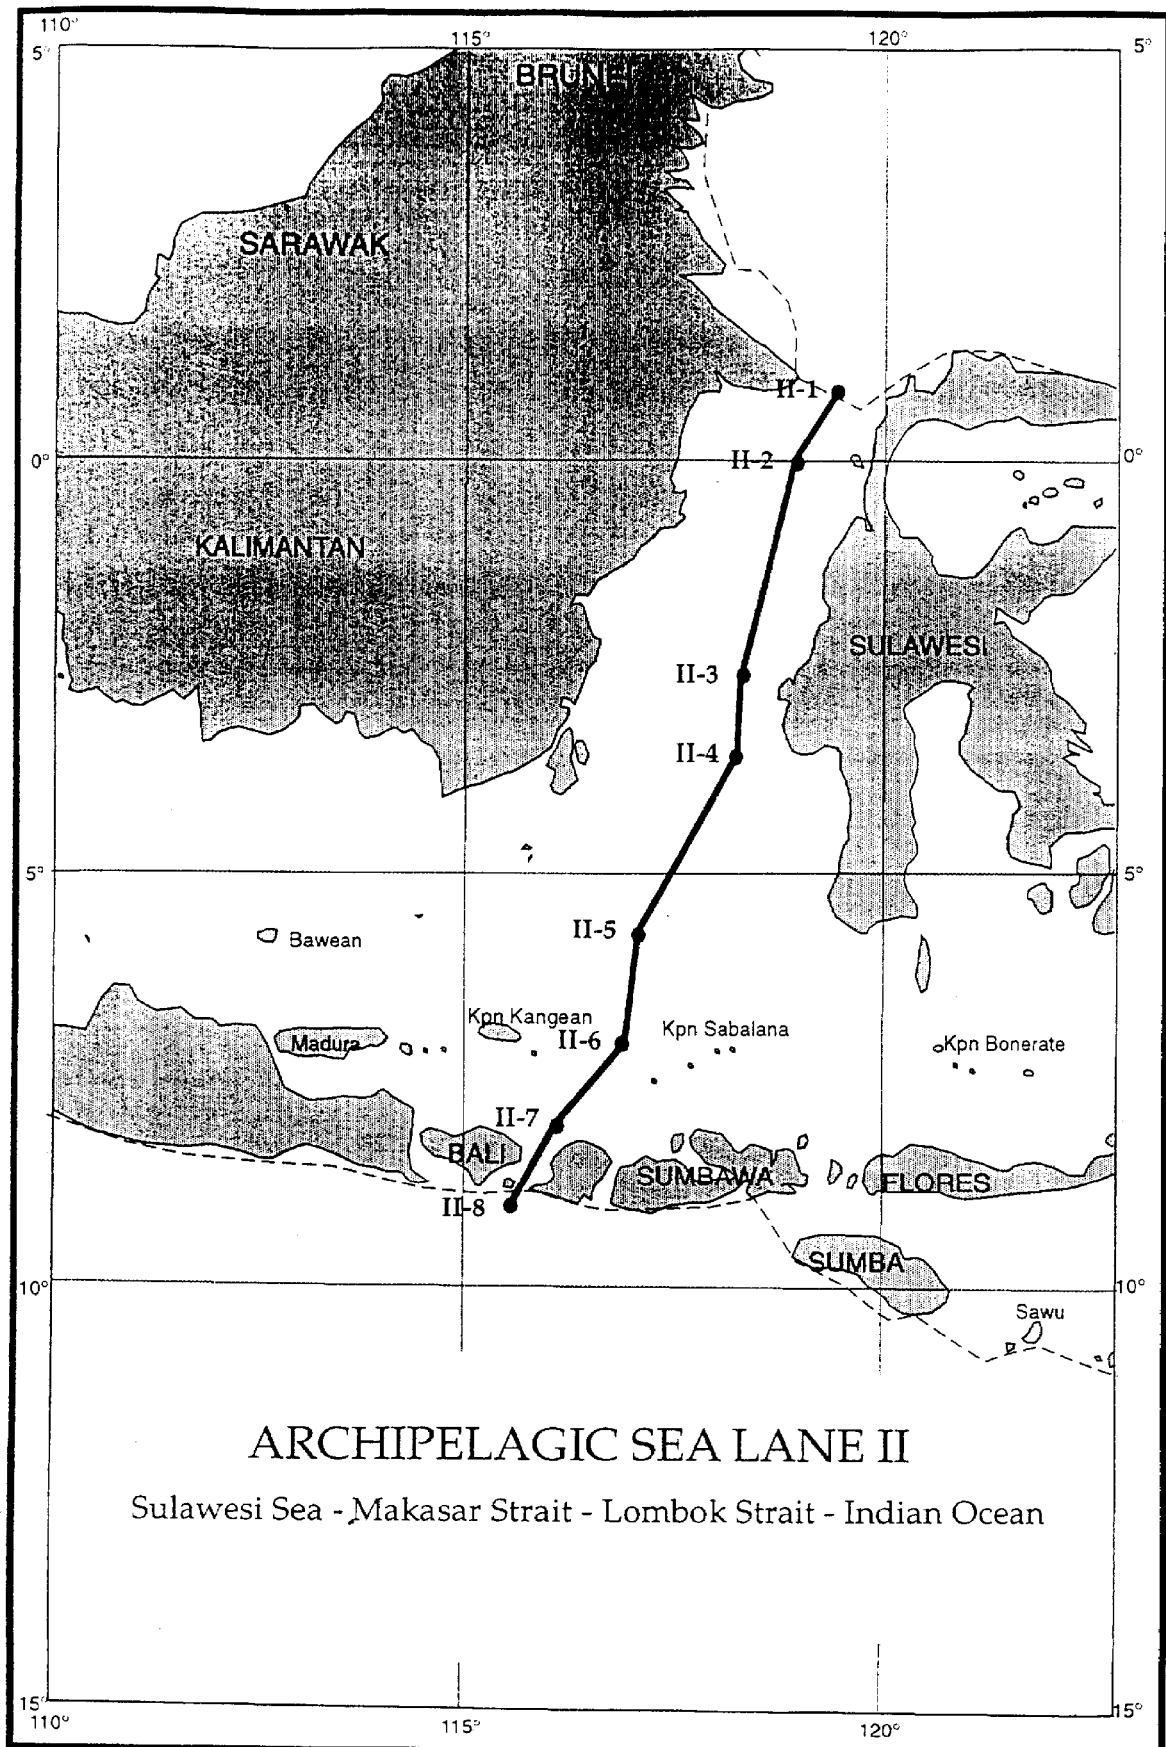 110°
115°
120°
5°
5°
BRUNEI
SARAWAK
II-1
0°
II-2
0°
KALIMANTAN
SULAWESI
II-3
II-4
5°
5°
II-5
Bawean
Kpn Kangean
Kpn Sabalana
Madura
II-6
Kpn Bonerate
II-7
BALI
SUMBAWA
FLORES
II-8
SUMBA
10°
10°
Sawu
ARCHIPELAGIC SEA LANE II
Sulawesi Sea - Makasar Strait - Lombok Strait - Indian Ocean
15°
15°
110°
115°
120°